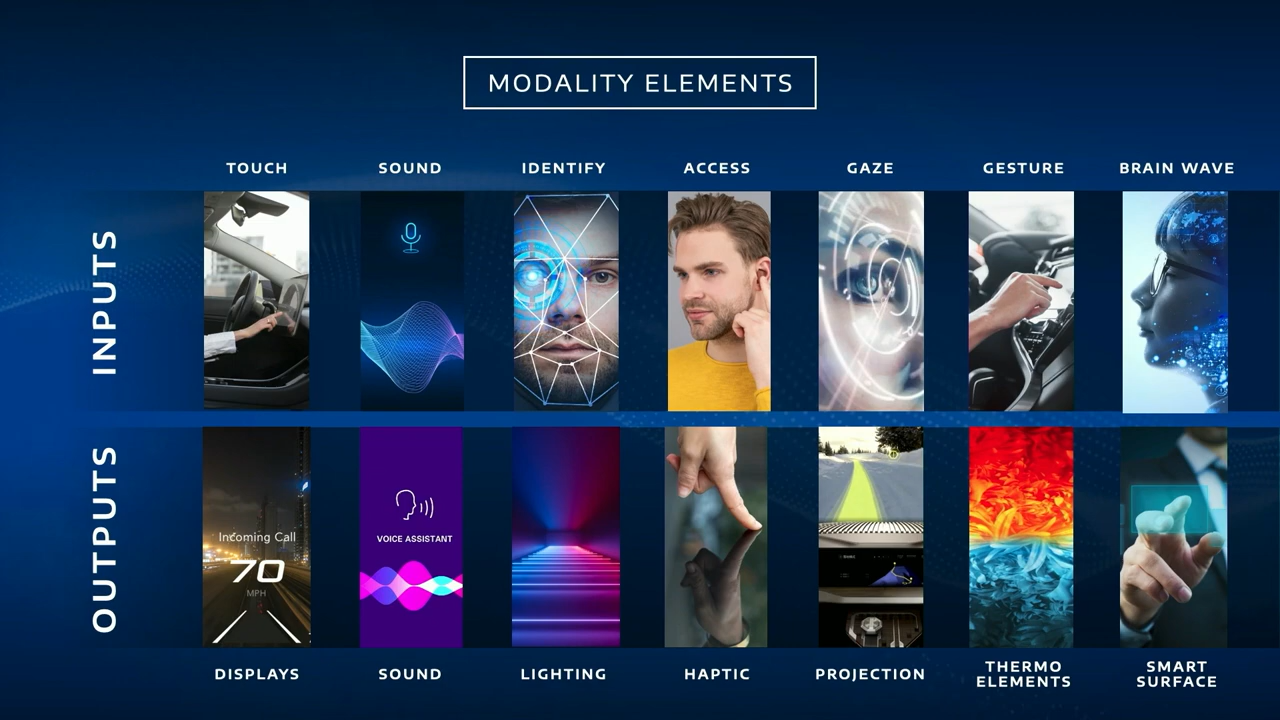 MODALITY ELEMENTS
TOUCH
SOUND
IDENTIFY
ACCESS
GAZE
GESTURE
BRAIN WAVE
INPUTS
OUTPUTS
Incoming Call
70
MPH
VOICE ASSISTANT
DISPLAYS
SOUND
LIGHTING
HAPTIC
PROJECTION
THERMO
ELEMENTS
SMART
SURFACE